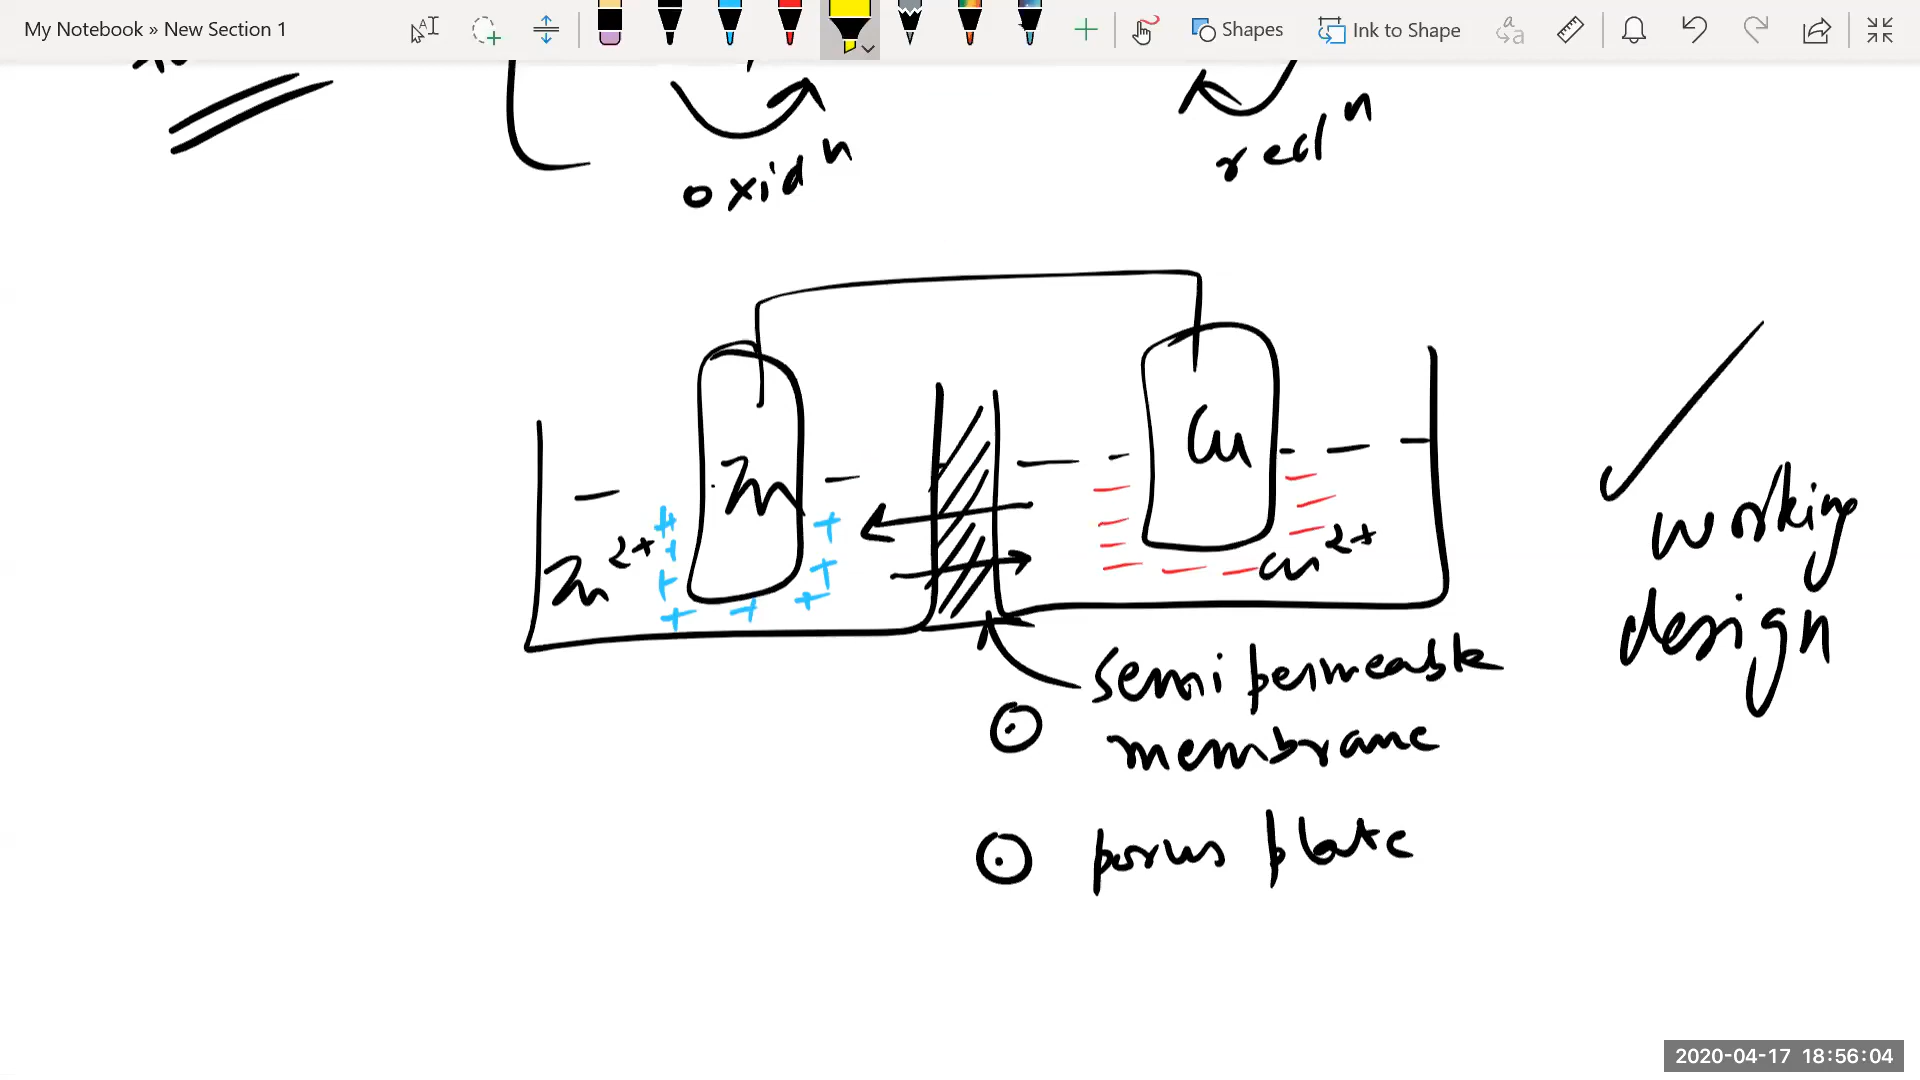 My Notebook » New Section 1
Shapes
Ink to Shape
oxidⁿ
redⁿ
Zn
Cu
Zn²⁺
Cu²⁺
working
design
semi permeable
membrane
porus plate
2020-04-17 18:56:04